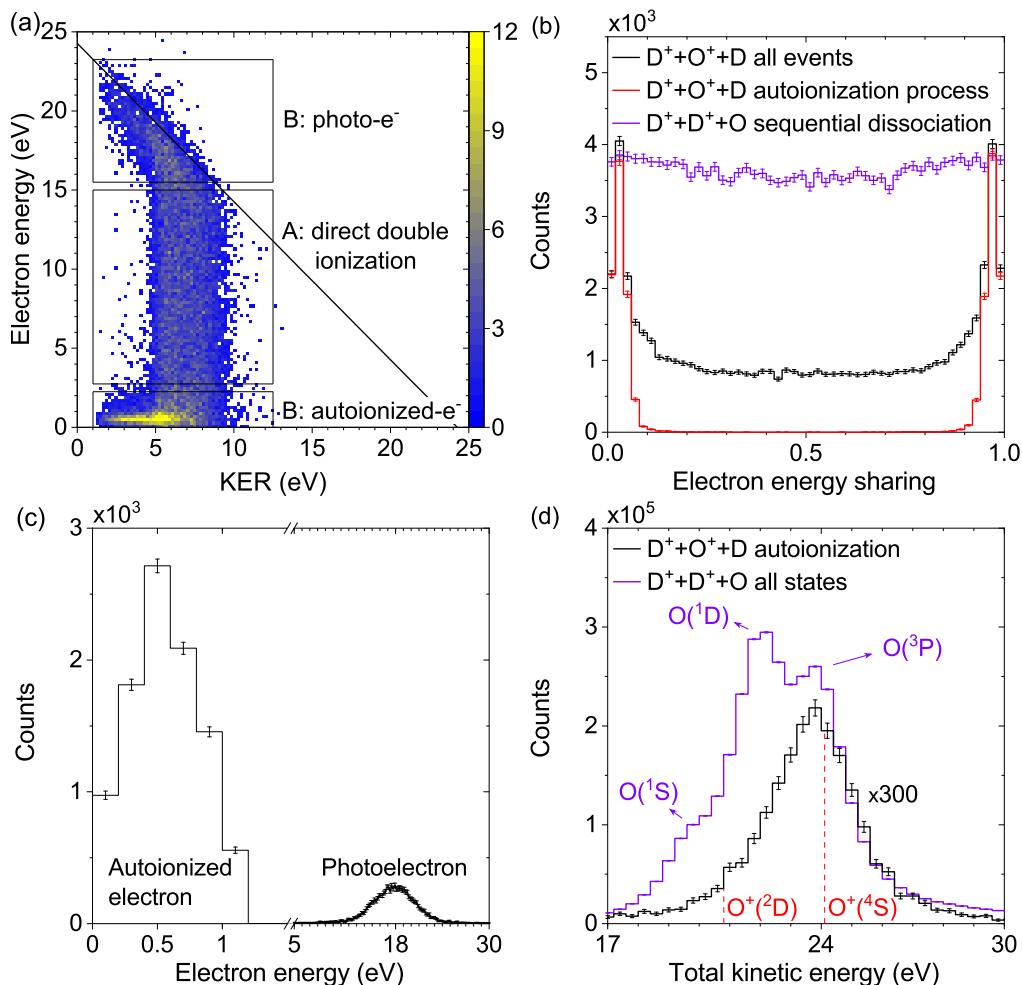 (a)
25
20
15
10
5
0
Electron energy (eV)
B: photo-e⁻
A: direct double
ionization
B: autoionized-e⁻
0 5 10 15 20 25
KER (eV)
12
9
6
3
0
(b)
x10³
5
4
3
2
1
0
Counts
D⁺+O⁺+D all events
D⁺+O⁺+D autoionization process
D⁺+D⁺+O sequential dissociation
0.0 0.5 1.0
Electron energy sharing
(c)
x10³
3
2
1
0
Counts
Autoionized
electron
Photoelectron
0 0.5 1 5 18 30
Electron energy (eV)
(d)
x10⁵
4
3
2
1
0
Counts
D⁺+O⁺+D autoionization
D⁺+D⁺+O all states
O(¹D)
O(³P)
O(¹S)
x300
O⁺(²D)
O⁺(⁴S)
17 24 30
Total kinetic energy (eV)